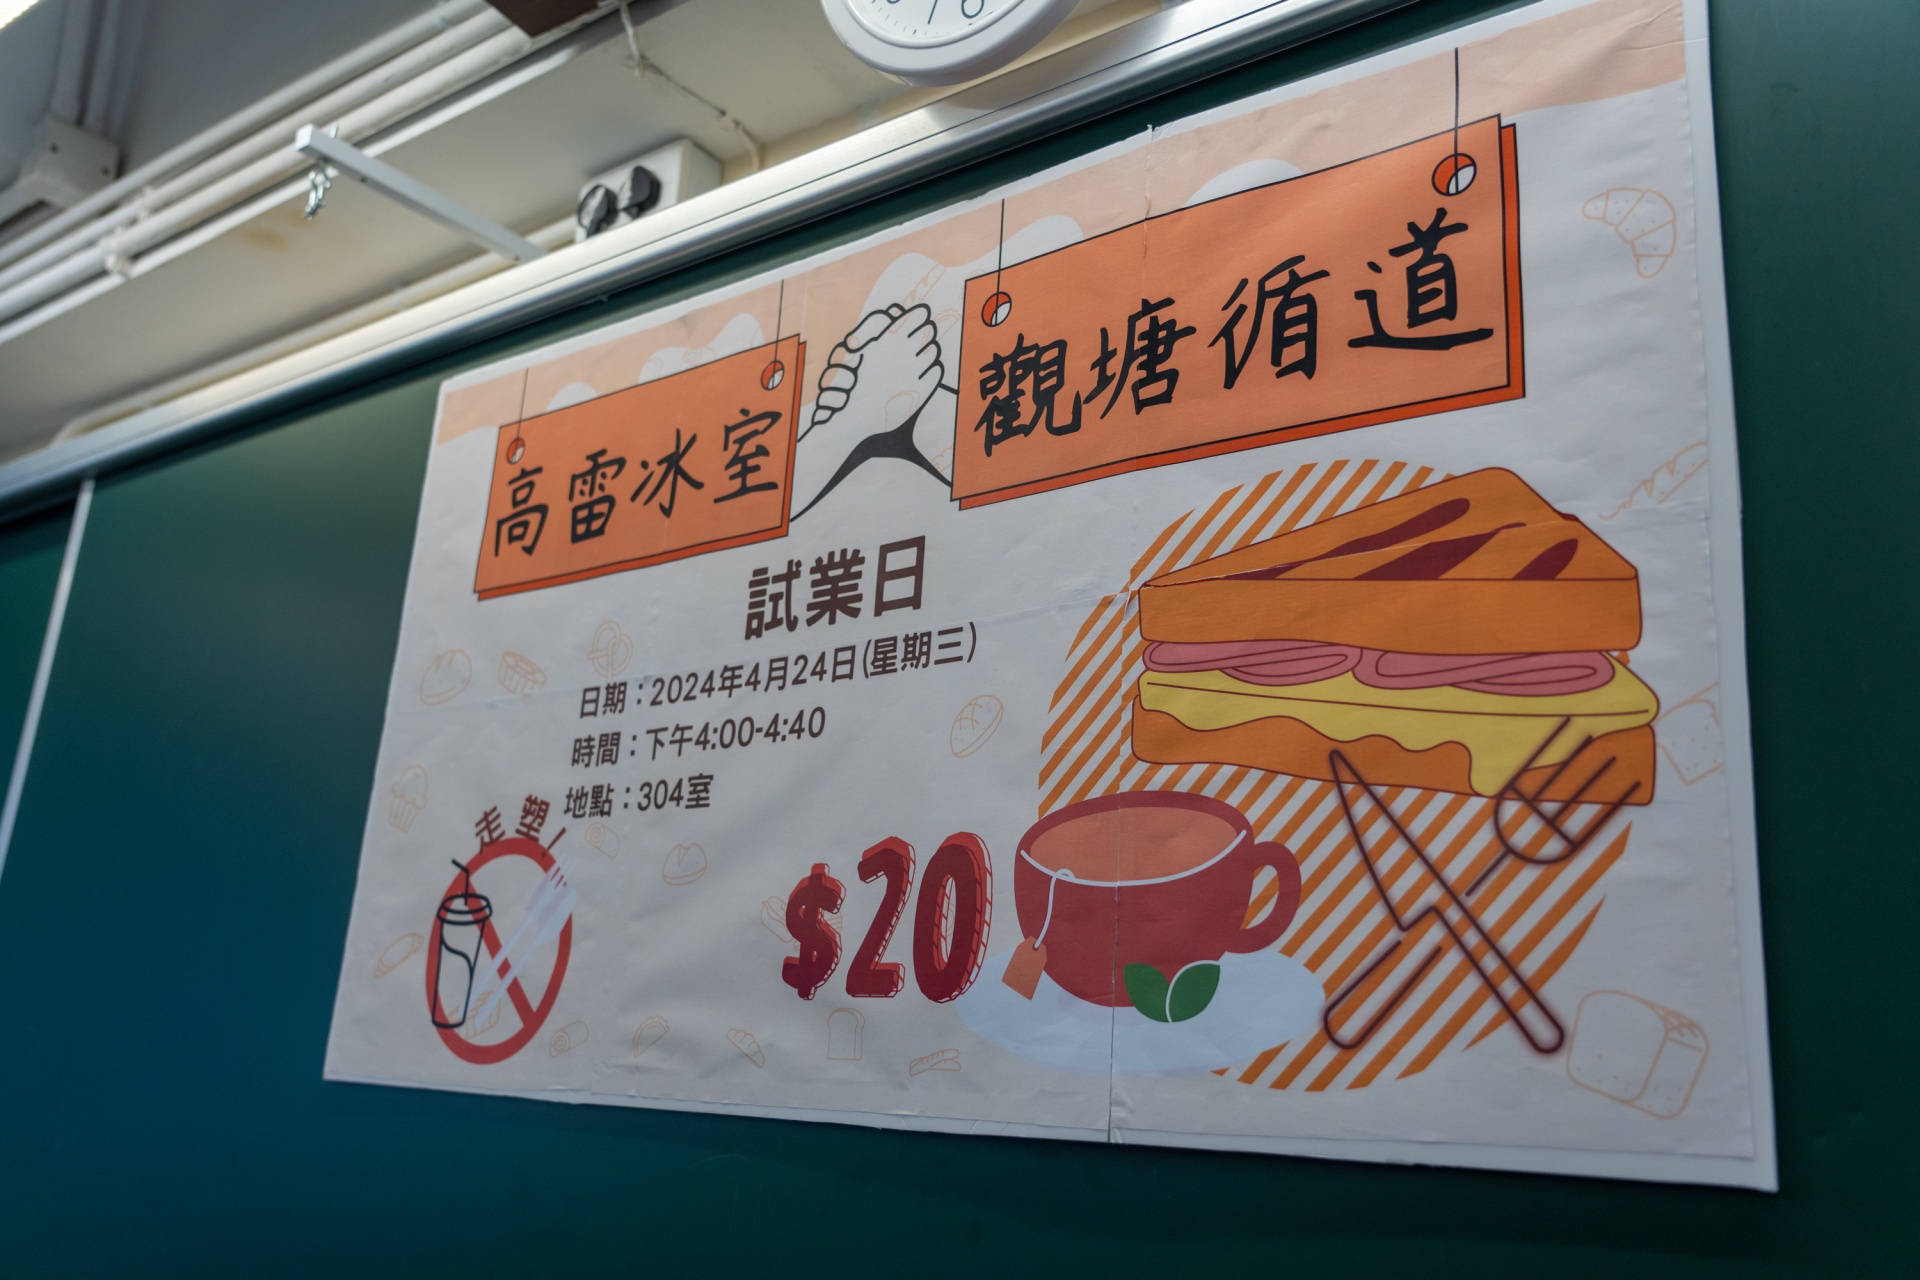 高雷冰室
觀塘循道
試業日
日期：2024年4月24日(星期三)
時間：下午4:00-4:40
地點：304室
走塑!
$20